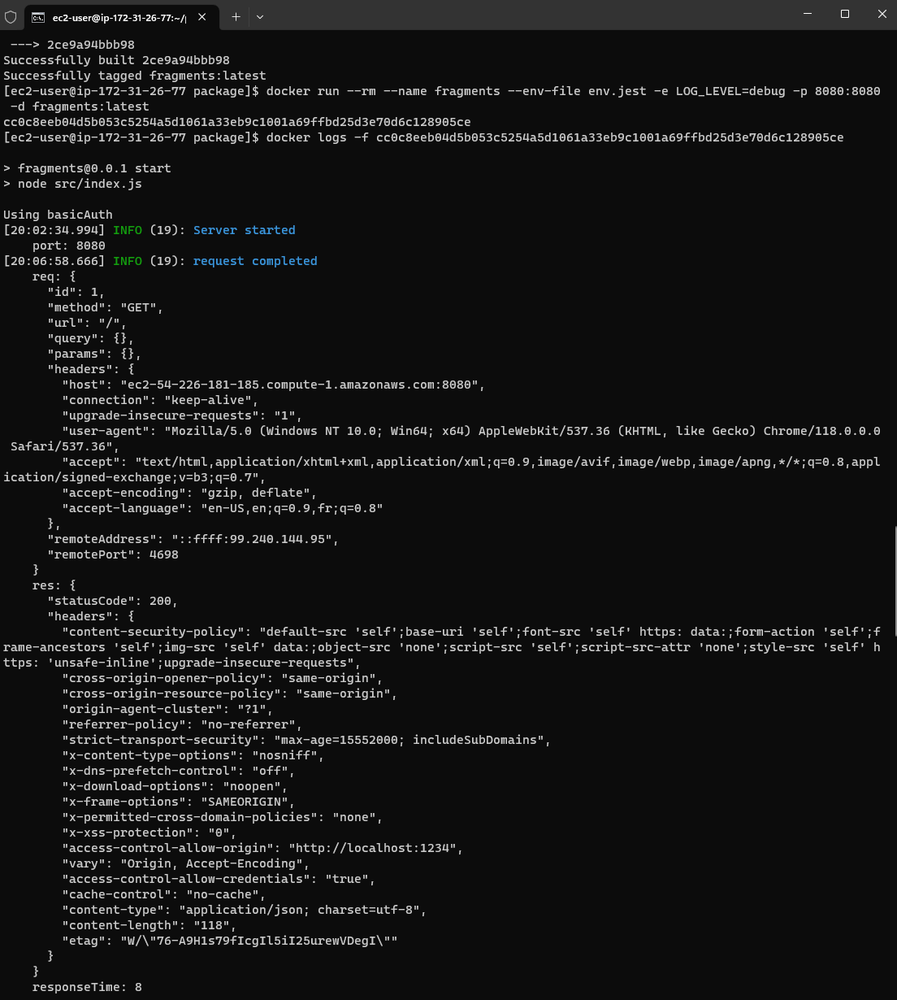 ec2-user@ip-172-31-26-77:~/p
---> 2ce9a94bbb98
Successfully built 2ce9a94bbb98
Successfully tagged fragments:latest
[ec2-user@ip-172-31-26-77 package]$ docker run --rm --name fragments --env-file env.jest -e LOG_LEVEL=debug -p 8080:8080
-d fragments:latest
cc0c8eeb04d5b053c5254a5d1061a33eb9c1001a69ffbd25d3e70d6c128905ce
[ec2-user@ip-172-31-26-77 package]$ docker logs -f cc0c8eeb04d5b053c5254a5d1061a33eb9c1001a69ffbd25d3e70d6c128905ce
> fragments@0.0.1 start
> node src/index.js
Using basicAuth
[20:02:34.994] INFO (19): Server started
port: 8080
[20:06:58.666] INFO (19): request completed
req: {
"id": 1,
"method": "GET",
"url": "/",
"query": {},
"params": {},
"headers": {
"host": "ec2-54-226-181-185.compute-1.amazonaws.com:8080",
"connection": "keep-alive",
"upgrade-insecure-requests": "1",
"user-agent": "Mozilla/5.0 (Windows NT 10.0; Win64; x64) AppleWebKit/537.36 (KHTML, like Gecko) Chrome/118.0.0.0
Safari/537.36",
"accept": "text/html,application/xhtml+xml,application/xml;q=0.9,image/avif,image/webp,image/apng,*/*;q=0.8,appl
ication/signed-exchange;v=b3;q=0.7",
"accept-encoding": "gzip, deflate",
"accept-language": "en-US,en;q=0.9,fr;q=0.8"
},
"remoteAddress": "::ffff:99.240.144.95",
"remotePort": 4698
}
res: {
"statusCode": 200,
"headers": {
"content-security-policy": "default-src 'self';base-uri 'self';font-src 'self' https: data:;form-action 'self';f
rame-ancestors 'self';img-src 'self' data:;object-src 'none';script-src 'self';script-src-attr 'none';style-src 'self' h
ttps: 'unsafe-inline';upgrade-insecure-requests",
"cross-origin-opener-policy": "same-origin",
"cross-origin-resource-policy": "same-origin",
"origin-agent-cluster": "?1",
"referrer-policy": "no-referrer",
"strict-transport-security": "max-age=15552000; includeSubDomains",
"x-content-type-options": "nosniff",
"x-dns-prefetch-control": "off",
"x-download-options": "noopen",
"x-frame-options": "SAMEORIGIN",
"x-permitted-cross-domain-policies": "none",
"x-xss-protection": "0",
"access-control-allow-origin": "http://localhost:1234",
"vary": "Origin, Accept-Encoding",
"access-control-allow-credentials": "true",
"cache-control": "no-cache",
"content-type": "application/json; charset=utf-8",
"content-length": "118",
"etag": "W/\"76-A9H1s79fIcgIl5iI25urewVDegI\""
}
}
responseTime: 8